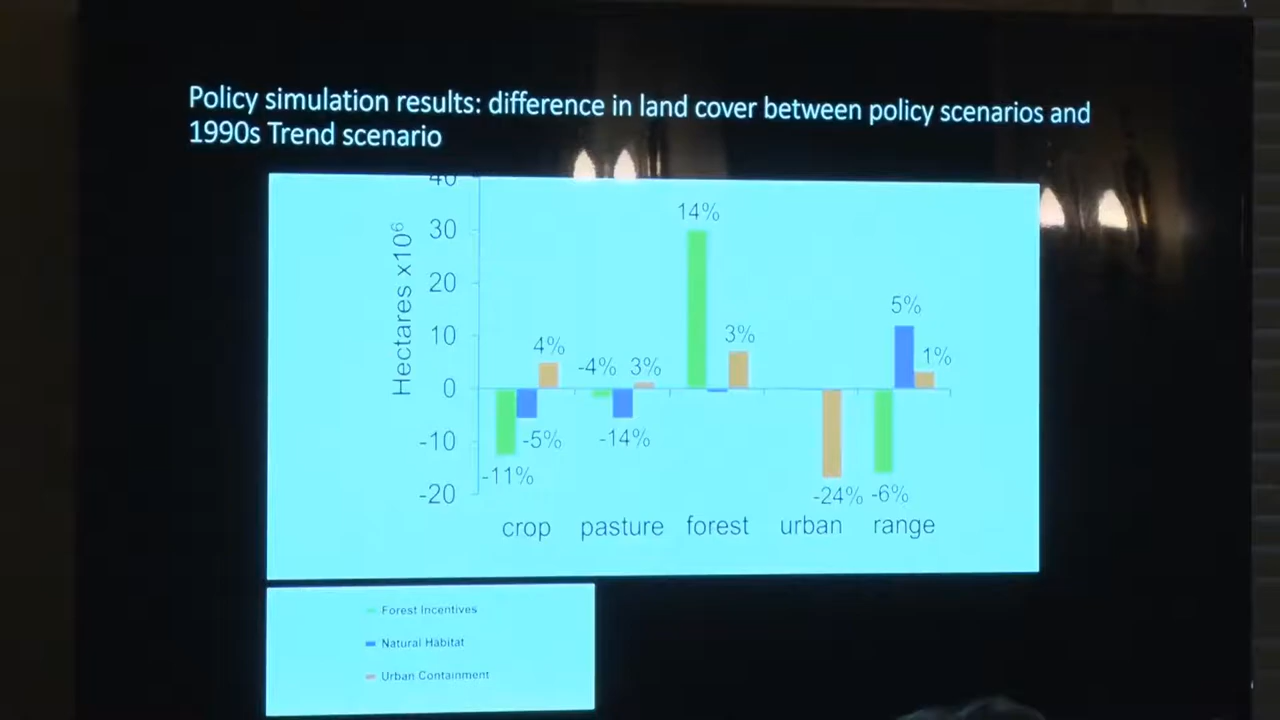 Policy simulation results: difference in land cover between policy scenarios and
1990s Trend scenario
40
30
20
10
0
-10
-20
Hectares x10⁶
-11%
-5%
4%
-4%
-14%
3%
14%
3%
-24%
-6%
5%
1%
crop pasture forest urban range
Forest Incentives
Natural Habitat
Urban Containment